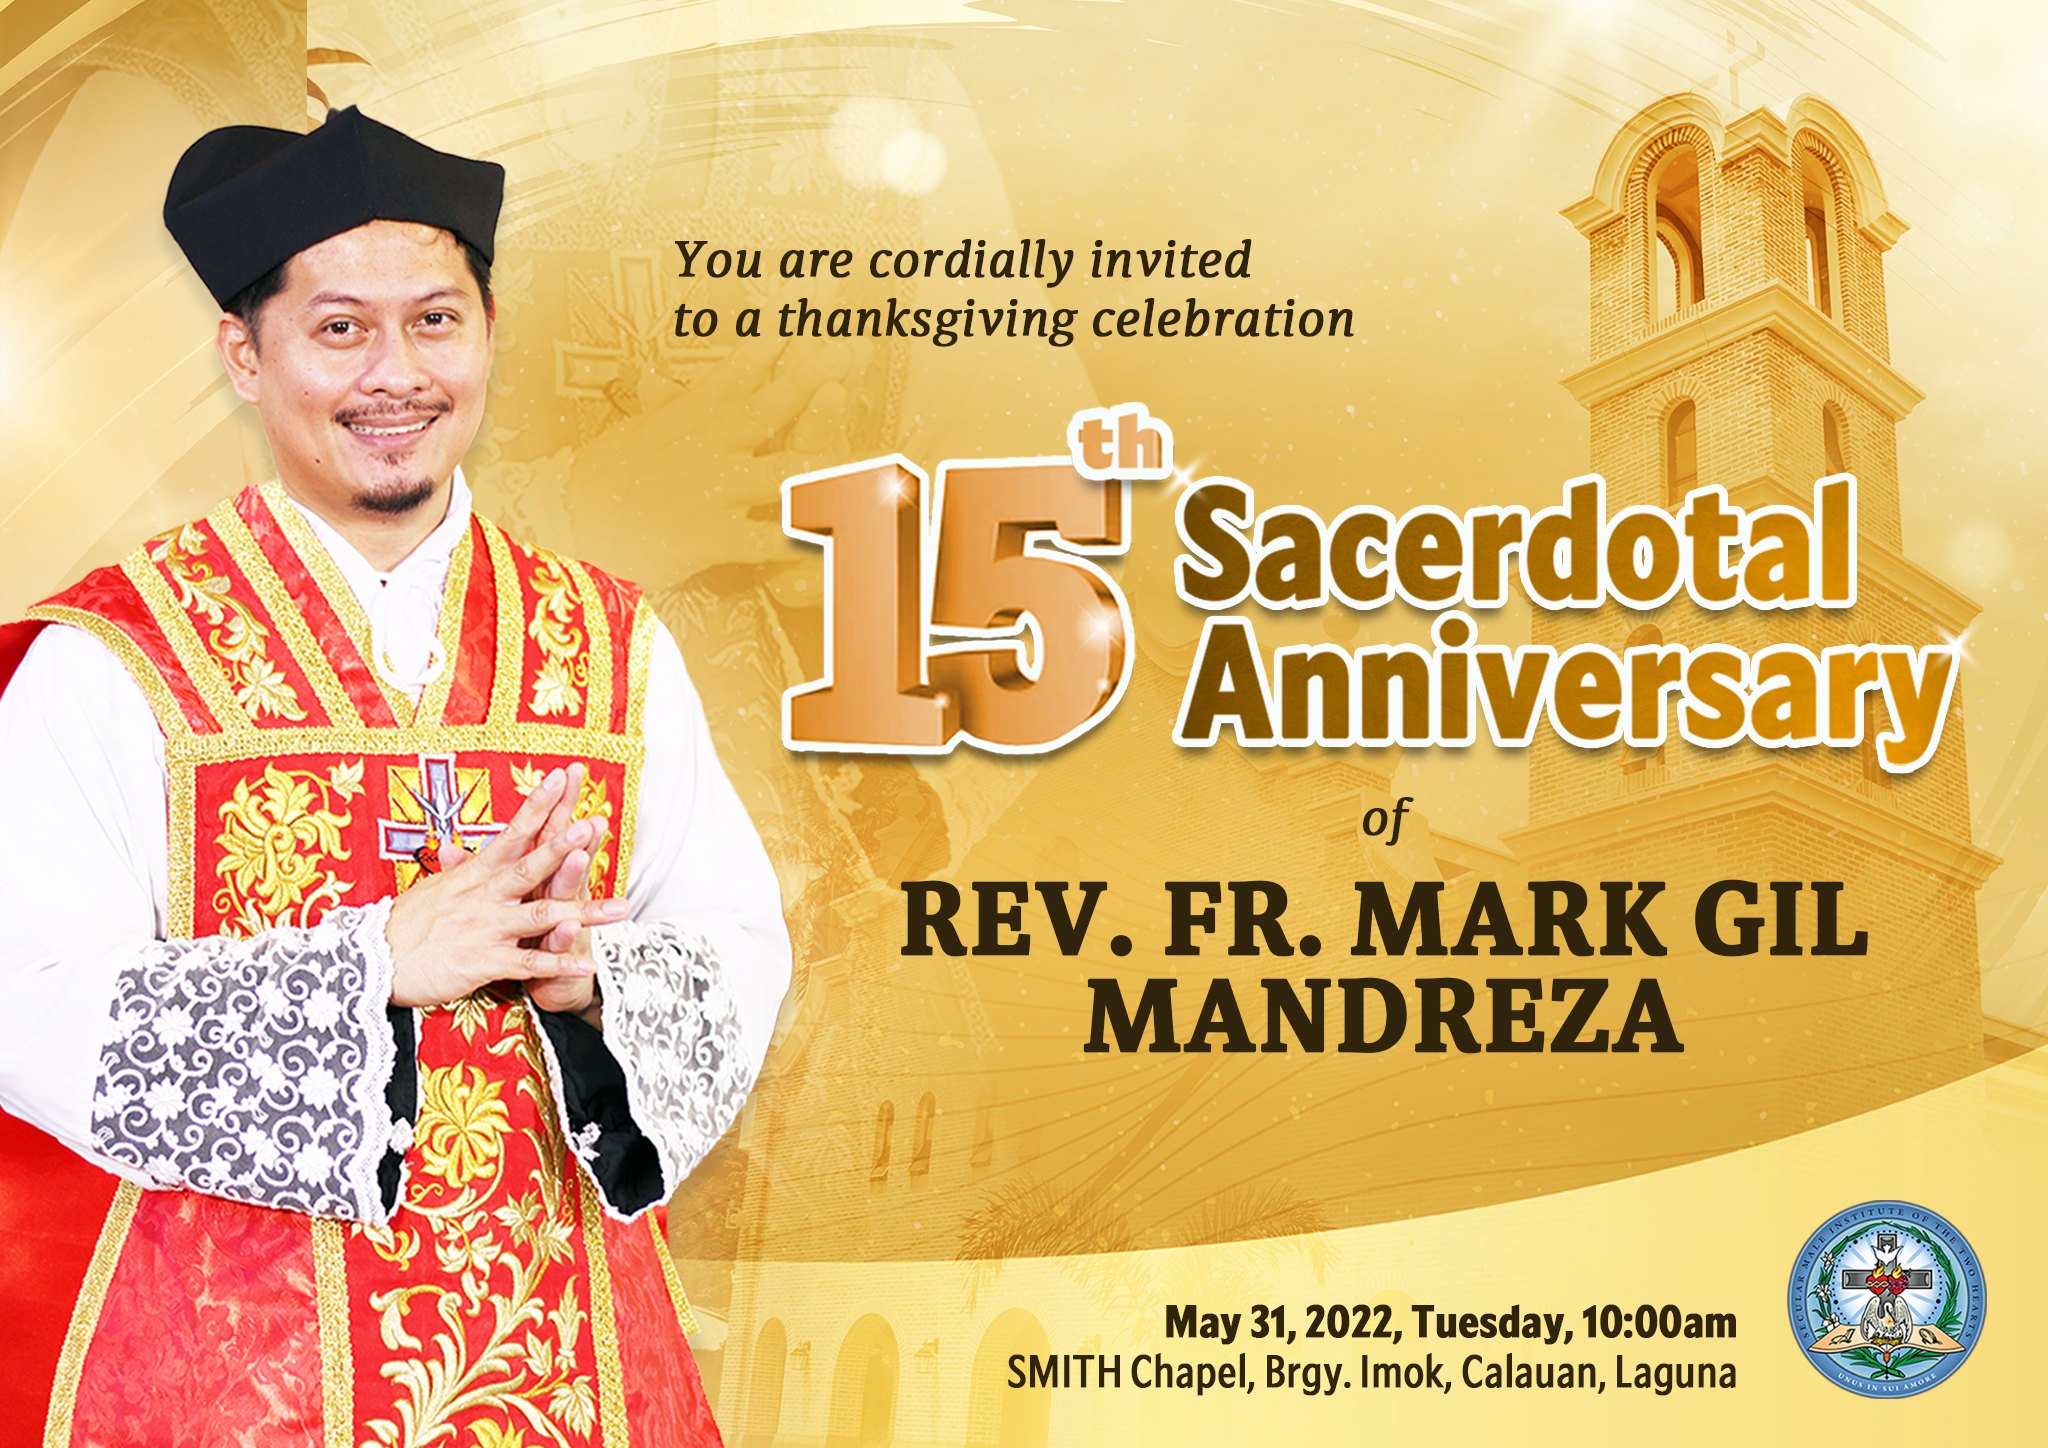 You are cordially invited
to a thanksgiving celebration
15th
Sacerdotal
Anniversary
of
REV. FR. MARK GIL
MANDREZA
May 31, 2022, Tuesday, 10:00am
SMITH Chapel, Brgy. Imok, Calauan, Laguna
SECULAR MALE INSTITUTE OF THE TWO HEARTS
UNUS IN SUI AMORE